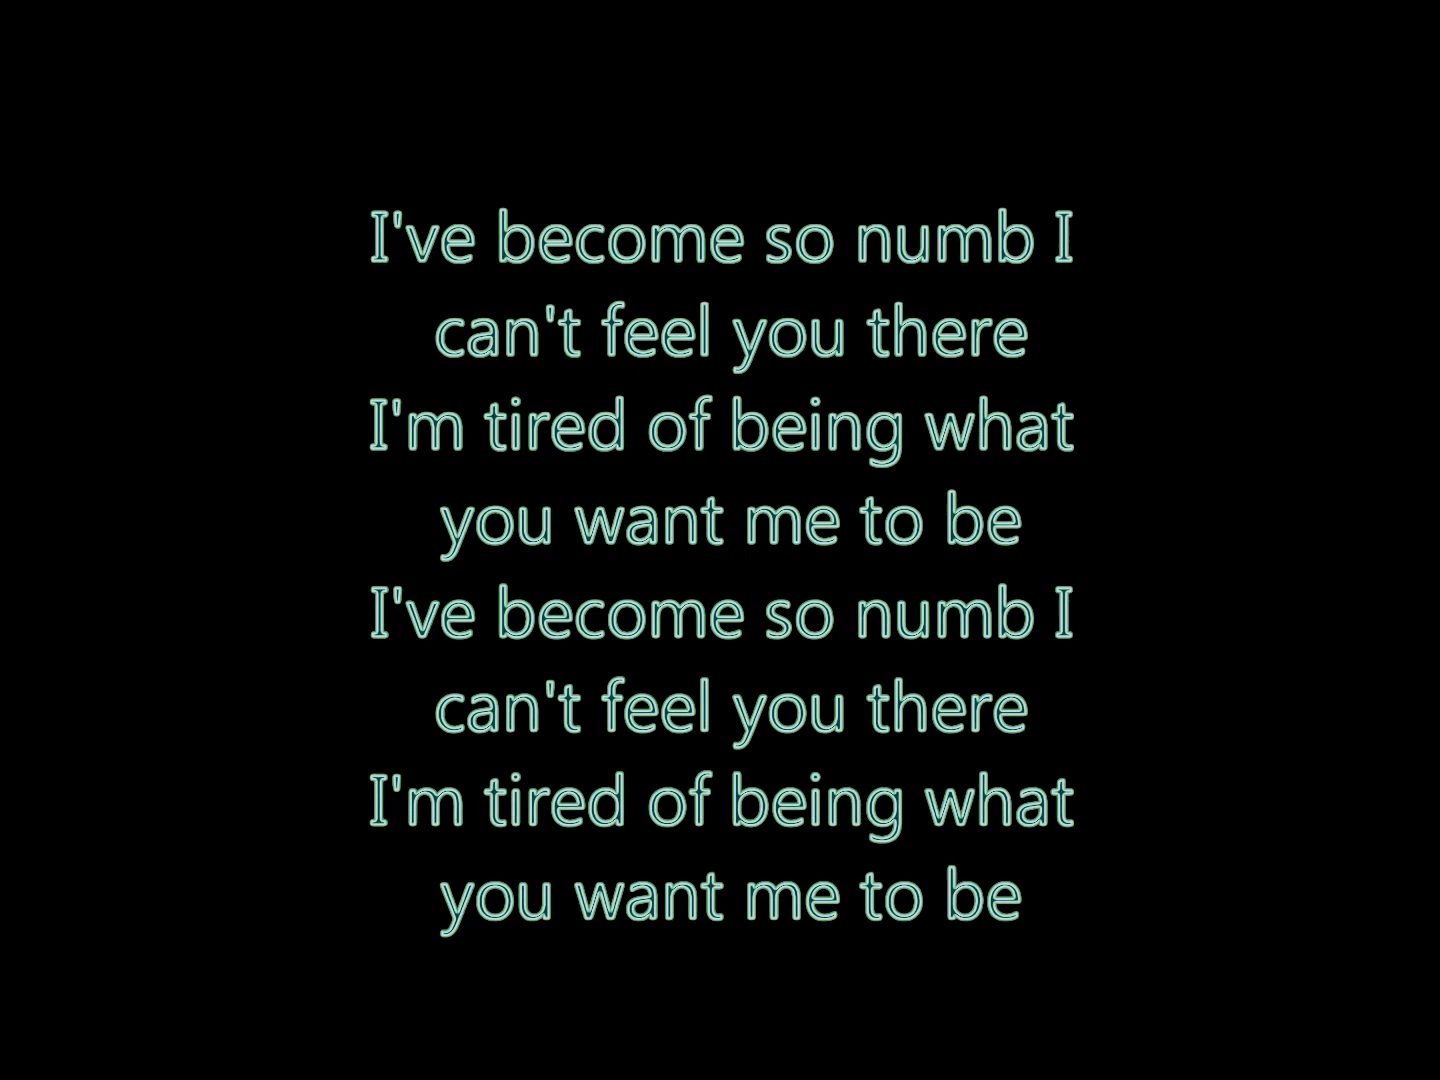 I've become so numb I
can't feel you there
I'm tired of being what
you want me to be
I've become so numb I
can't feel you there
I'm tired of being what
you want me to be